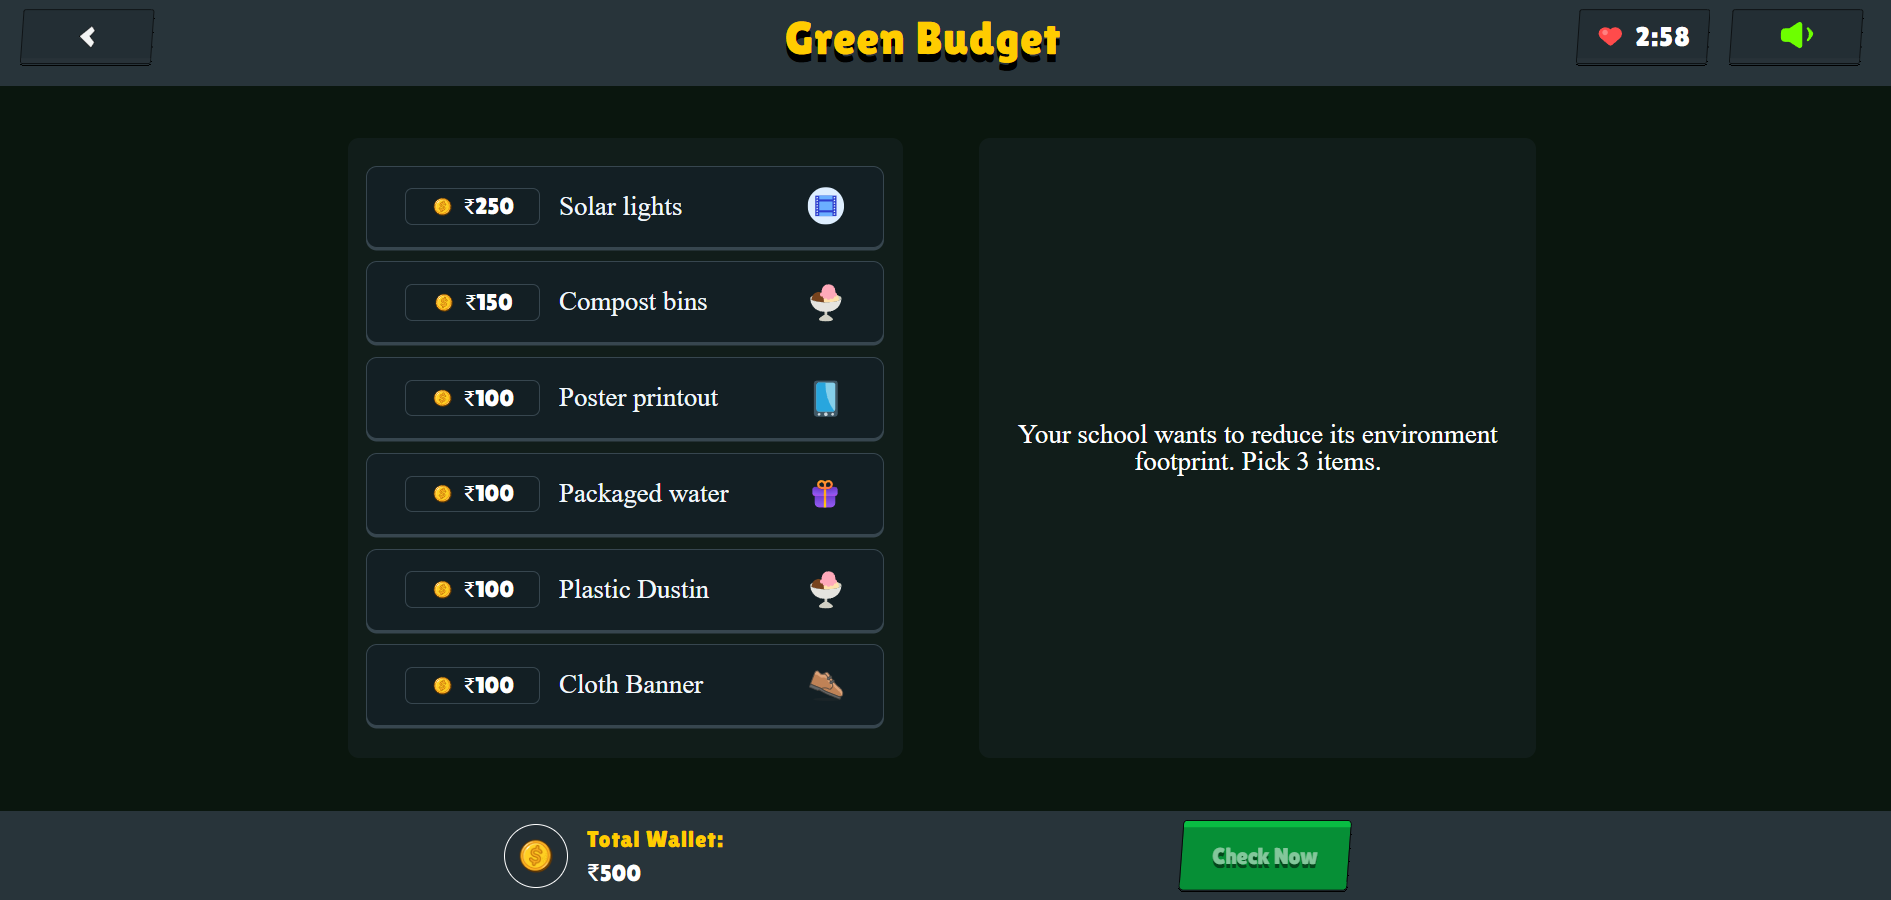 Green Budget
2:58
₹250 Solar lights
₹150 Compost bins
₹100 Poster printout
₹100 Packaged water
₹100 Plastic Dustin
₹100 Cloth Banner
Your school wants to reduce its environment
footprint. Pick 3 items.
Total Wallet:
₹500
Check Now